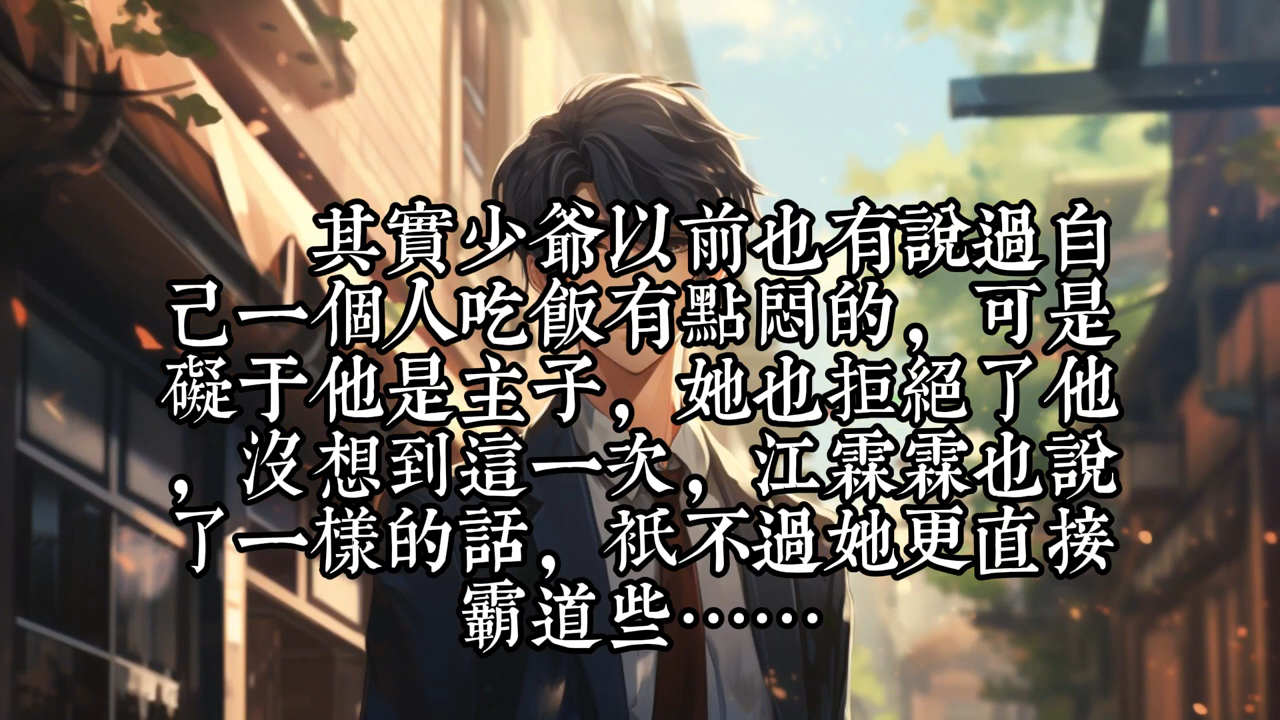 其實少爺以前也有說過自
己一個人吃飯有點悶的，可是
礙于他是主子，她也拒絕了他
，沒想到這一次，江霖霖也說
了一樣的話，衹不過她更直接
霸道些……